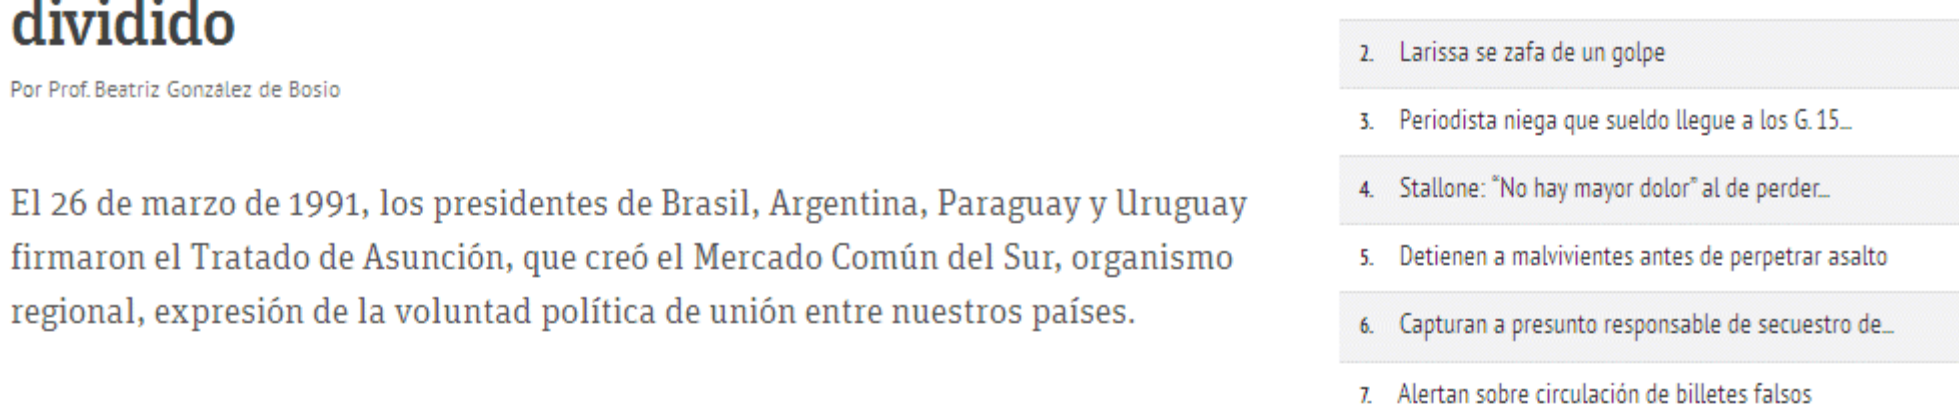 dividido
Por Prof. Beatriz González de Bosio
El 26 de marzo de 1991, los presidentes de Brasil, Argentina, Paraguay y Uruguay
firmaron el Tratado de Asunción, que creó el Mercado Común del Sur, organismo
regional, expresión de la voluntad política de unión entre nuestros países.
2. Larissa se zafa de un golpe
3. Periodista niega que sueldo llegue a los G. 15...
4. Stallone: “No hay mayor dolor” al de perder...
5. Detienen a malvivientes antes de perpetrar asalto
6. Capturan a presunto responsable de secuestro de...
7. Alertan sobre circulación de billetes falsos